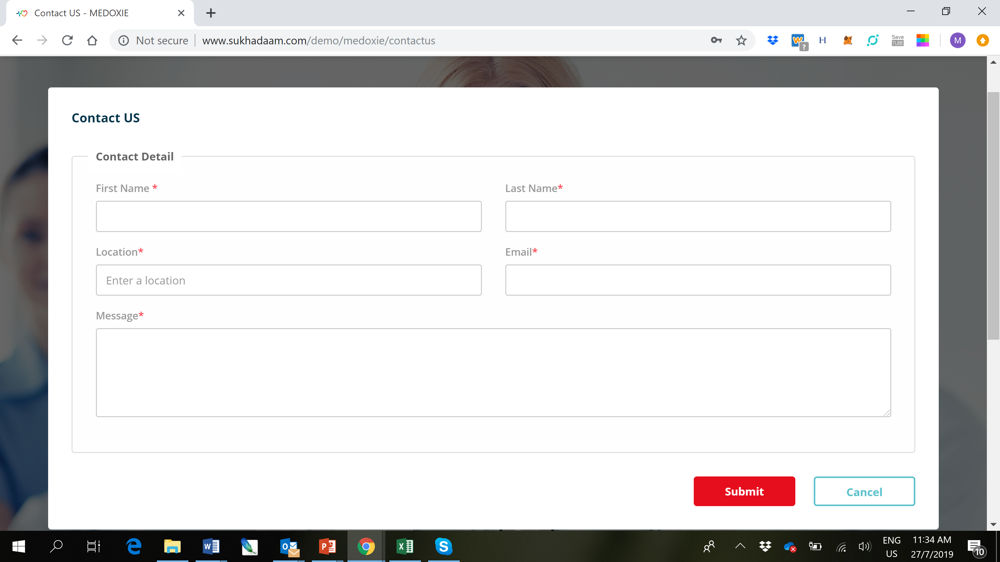 Contact US - MEDOXIE
Not secure
www.sukhadaam.com/demo/medoxie/contactus
W
?
H
Save
TUBE
M
Contact US
Contact Detail
First Name *
Last Name*
Location*
Email*
Enter a location
Message*
Submit
Cancel
ENG
US
11:34 AM
27/7/2019
10